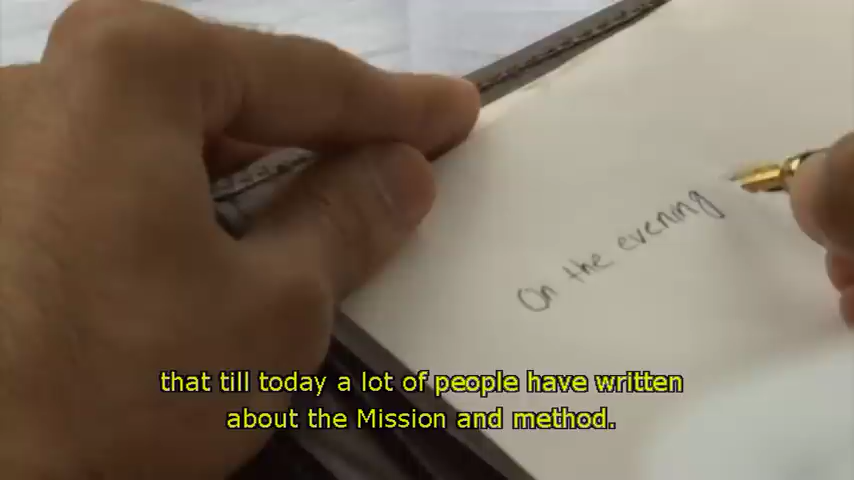 On the evening
that till today a lot of people have written
about the Mission and method.